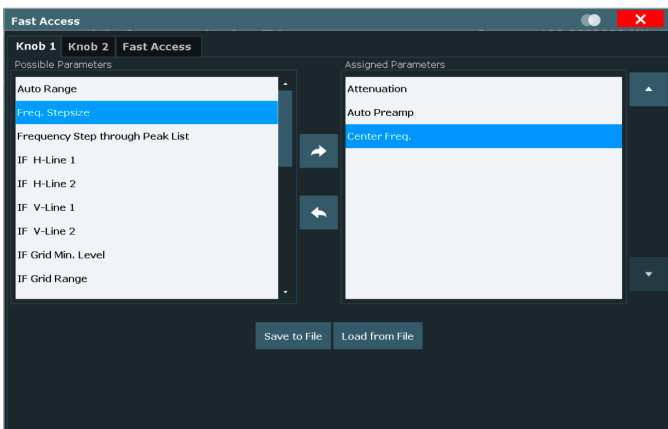 Fast Access
Knob 1 Knob 2 Fast Access
Possible Parameters
Auto Range
Freq. Stepsize
Frequency Step through Peak List
IF H-Line 1
IF H-Line 2
IF V-Line 1
IF V-Line 2
IF Grid Min. Level
IF Grid Range
Assigned Parameters
Attenuation
Auto Preamp
Center Freq.
Save to File Load from File